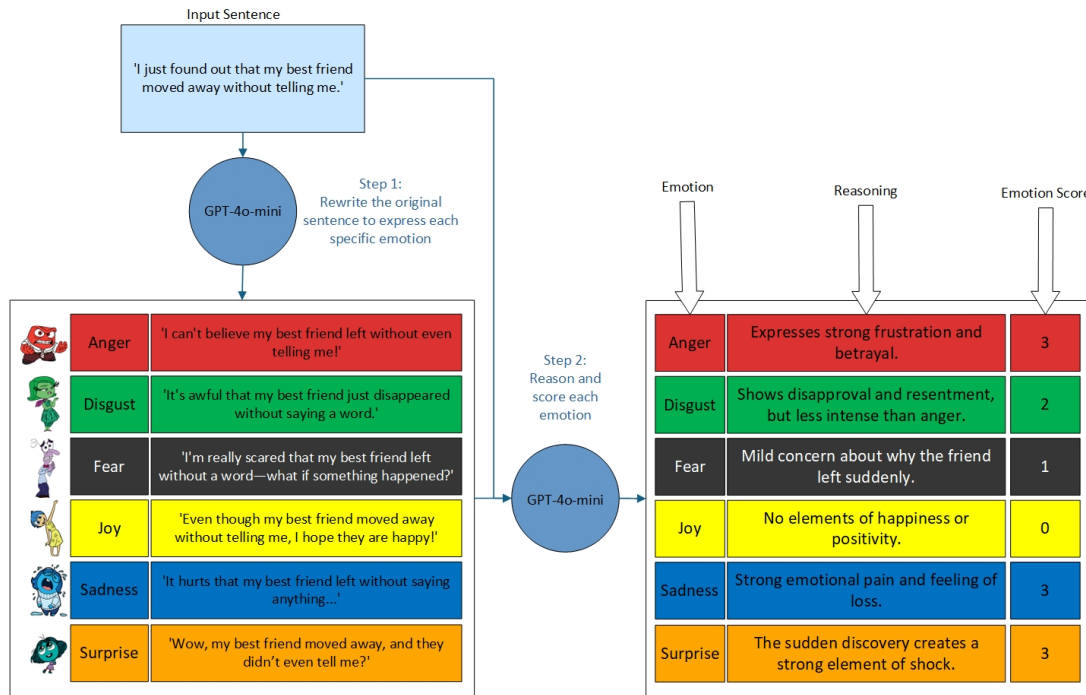 Input Sentence
'I just found out that my best friend
moved away without telling me.'
GPT-4o-mini
Step 1:
Rewrite the original
sentence to express each
specific emotion
Anger
'I can't believe my best friend left without even
telling me!'
Disgust
'It's awful that my best friend just disappeared
without saying a word.'
Fear
'I'm really scared that my best friend left
without a word—what if something happened?'
Joy
'Even though my best friend moved away
without telling me, I hope they are happy!'
Sadness
'It hurts that my best friend left without saying
anything...'
Surprise
'Wow, my best friend moved away, and they
didn't even tell me?'
Step 2:
Reason and
score each
emotion
GPT-4o-mini
Emotion
Reasoning
Emotion Score
Anger
Expresses strong frustration and
betrayal.
3
Disgust
Shows disapproval and resentment,
but less intense than anger.
2
Fear
Mild concern about why the friend
left suddenly.
1
Joy
No elements of happiness or
positivity.
0
Sadness
Strong emotional pain and feeling of
loss.
3
Surprise
The sudden discovery creates a
strong element of shock.
3